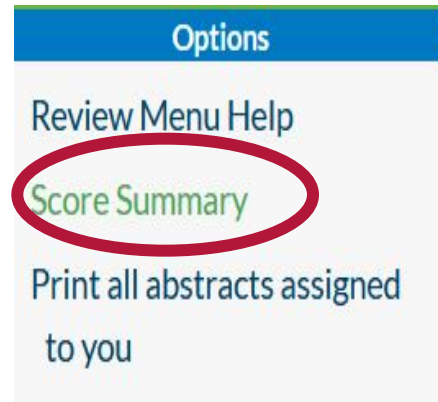 Options
Review Menu Help
Score Summary
Print all abstracts assigned
to you